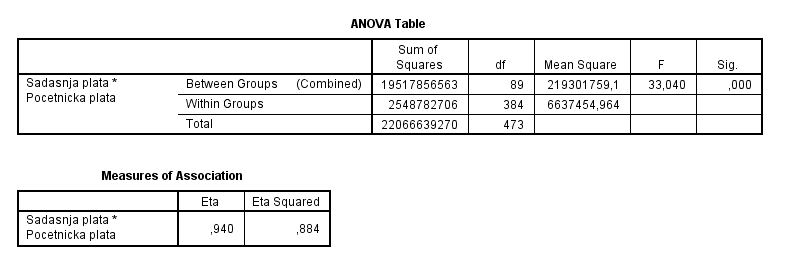 ANOVA Table
Sum of Squares df Mean Square F Sig.
Sadasnja plata * Pocetnicka plata Between Groups (Combined) 19517856563 89 219301759,1 33,040 ,000
Within Groups 2548782706 384 6637454,964
Total 22066639270 473
Measures of Association
Eta Eta Squared
Sadasnja plata * Pocetnicka plata ,940 ,884